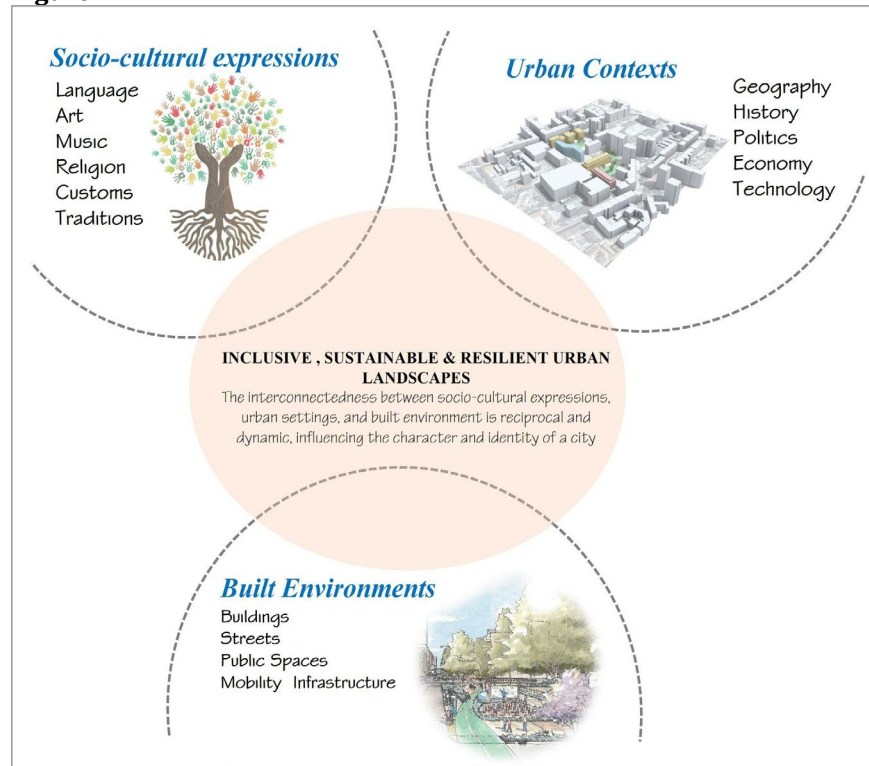 Socio-cultural expressions
Language
Art
Music
Religion
Customs
Traditions
Urban Contexts
Geography
History
Politics
Economy
Technology
INCLUSIVE , SUSTAINABLE & RESILIENT URBAN
LANDSCAPES
The interconnectedness between socio-cultural expressions,
urban settings, and built environment is reciprocal and
dynamic, influencing the character and identity of a city
Built Environments
Buildings
Streets
Public Spaces
Mobility Infrastructure